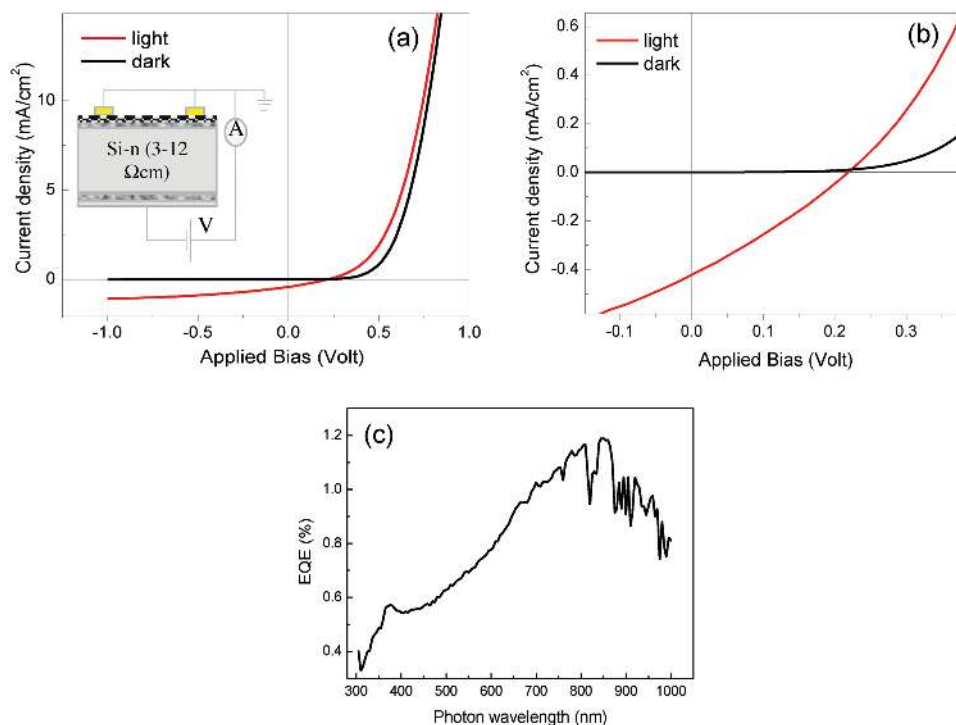 (a)
light
dark
Current density (mA/cm²)
10
5
0
A
Si-n (3-12
Ωcm)
V
-1.0
-0.5
0.0
0.5
1.0
Applied Bias (Volt)
(b)
light
dark
Current density (mA/cm²)
0.6
0.4
0.2
0.0
-0.2
-0.4
-0.1
0.0
0.1
0.2
0.3
Applied Bias (Volt)
(c)
EQE (%)
1.2
1.0
0.8
0.6
0.4
300
400
500
600
700
800
900
1000
Photon wavelength (nm)